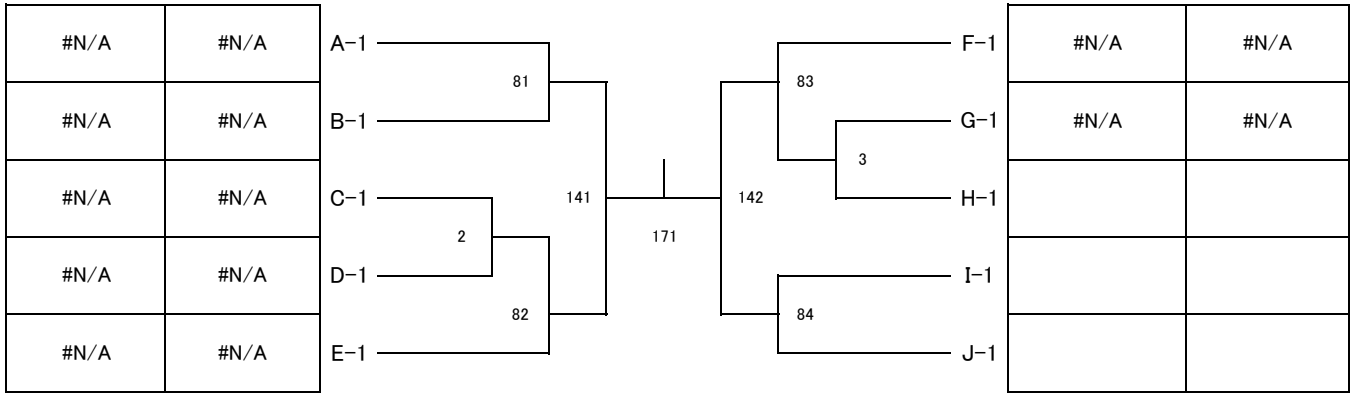 #N/A #N/A A-1 F-1 #N/A #N/A
81 83
#N/A #N/A B-1 G-1 #N/A #N/A
3
#N/A #N/A C-1 141 142 H-1
2 171
#N/A #N/A D-1 I-1
82 84
#N/A #N/A E-1 J-1